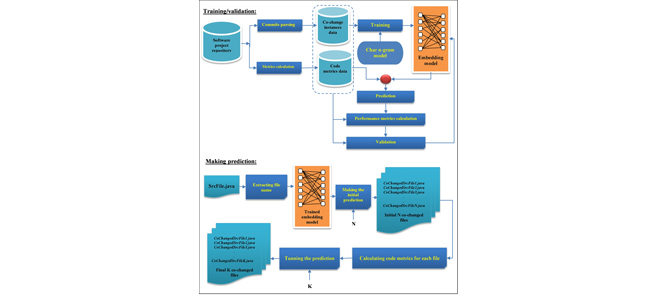 Training/validation:
Commits parsing
Co-change
instances
data
Training
Software
project
repository
Char n-gram
model
Embedding
model
Metrics calculation
Code
metrics data
Prediction
Performance metrics calculation
Validation
Making prediction:
SrcFile.java
Extracting file
name
Trained
embedding
model
Making the
initial
prediction
N
CoChangedSrcFile1.java
CoChangedSrcFile2.java
CoChangedSrcFile3.java
CoChangedSrcFileN.java
Initial N co-changed
files
CoChangedSrcFile1.java
CoChangedSrcFile2.java
CoChangedSrcFile3.java
CoChangedSrcFileK.java
Final K co-changed
files
Tunning the prediction
K
Calculating code metrics for each file